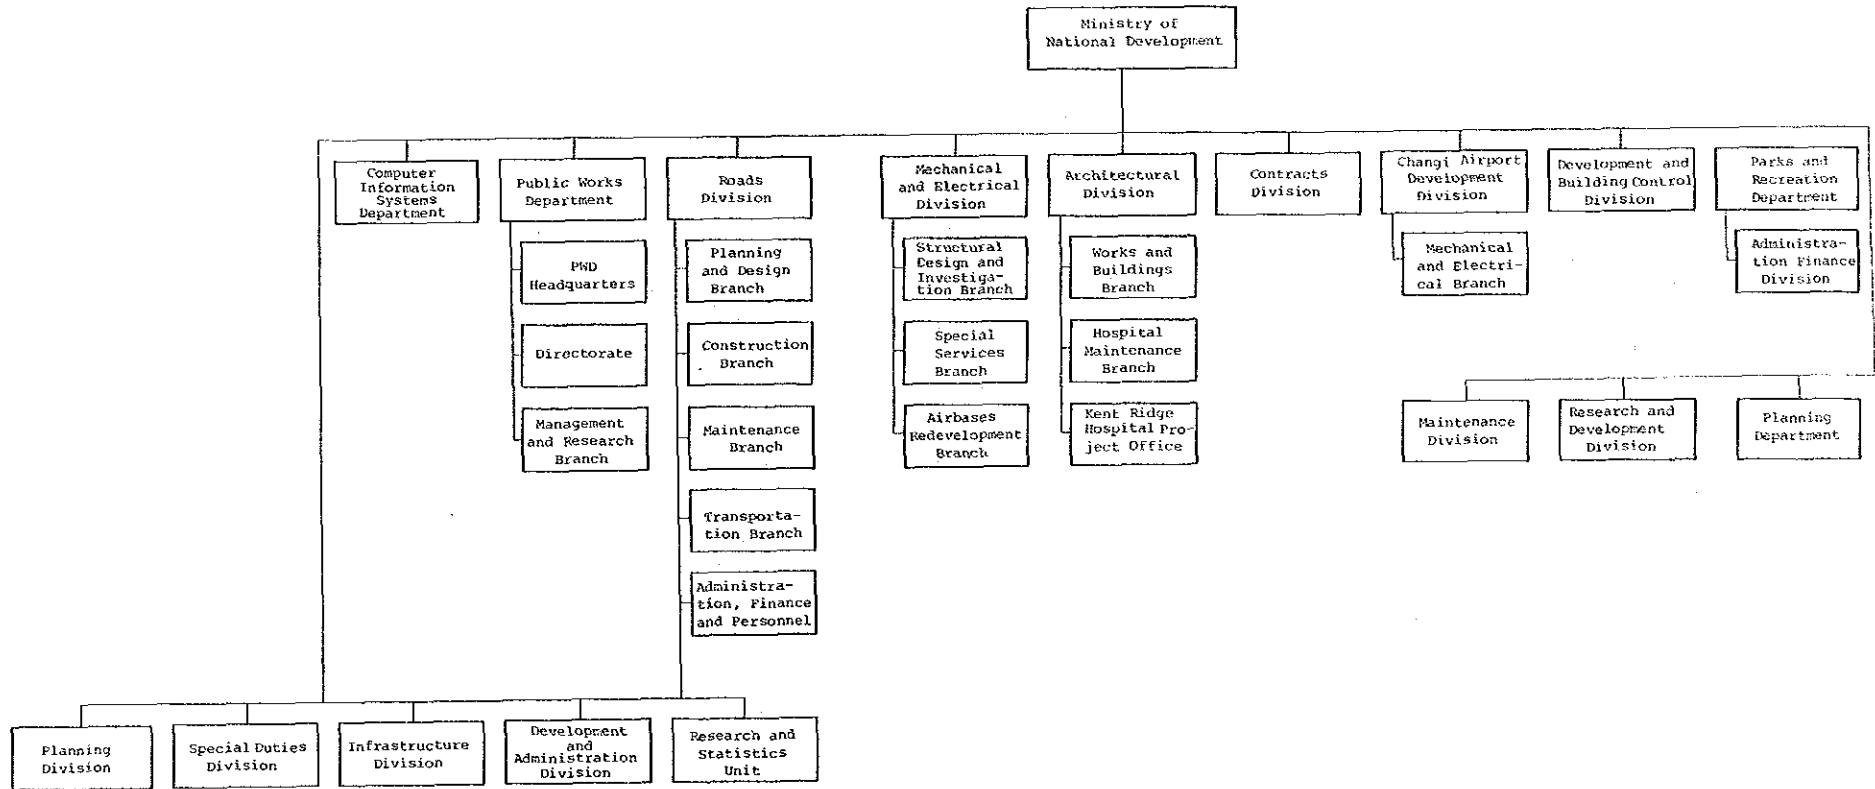 Ministry of
National Development
Computer
Information
Systems
Department
Public Works
Department
Roads
Division
Mechanical
and Electrical
Division
Architectural
Division
Contracts
Division
Changi Airport
Development
Division
Development and
Building Control
Division
Parks and
Recreation
Department
PWD
Headquarters
Directorate
Management
and Research
Branch
Planning
and Design
Branch
Construction
Branch
Maintenance
Branch
Transporta-
tion Branch
Administra-
tion, Finance
and Personnel
Structural
Design and
Investiga-
tion Branch
Special
Services
Branch
Airbases
Redevelopment
Branch
Works and
Buildings
Branch
Hospital
Maintenance
Branch
Kent Ridge
Hospital Pro-
ject Office
Mechanical
and Electri-
cal Branch
Administra-
tion Finance
Division
Maintenance
Division
Research and
Development
Division
Planning
Department
Planning
Division
Special Duties
Division
Infrastructure
Division
Development
and
Administration
Division
Research and
Statistics
Unit